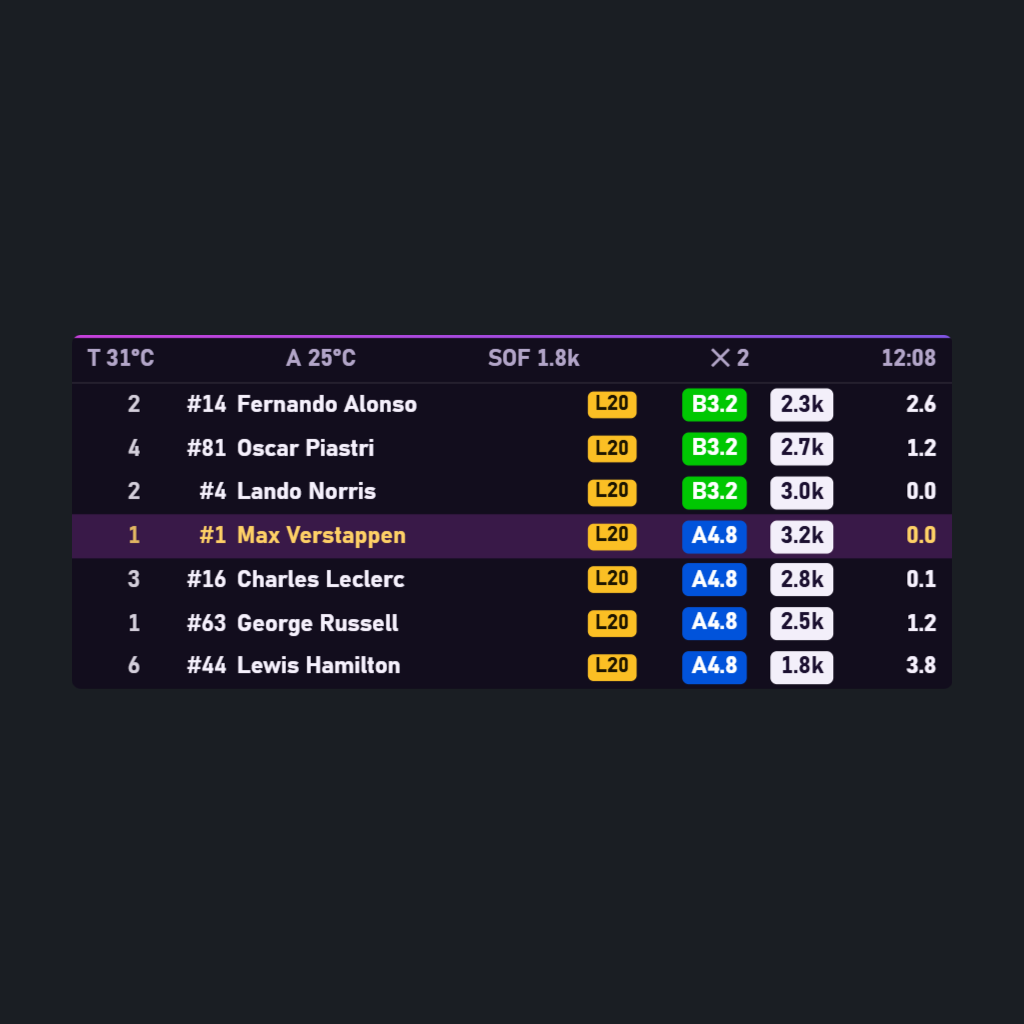 T 31°C A 25°C SOF 1.8k 2 12:08
2 #14 Fernando Alonso L20 B3.2 2.3k 2.6
4 #81 Oscar Piastri L20 B3.2 2.7k 1.2
2 #4 Lando Norris L20 B3.2 3.0k 0.0
1 #1 Max Verstappen L20 A4.8 3.2k 0.0
3 #16 Charles Leclerc L20 A4.8 2.8k 0.1
1 #63 George Russell L20 A4.8 2.5k 1.2
6 #44 Lewis Hamilton L20 A4.8 1.8k 3.8